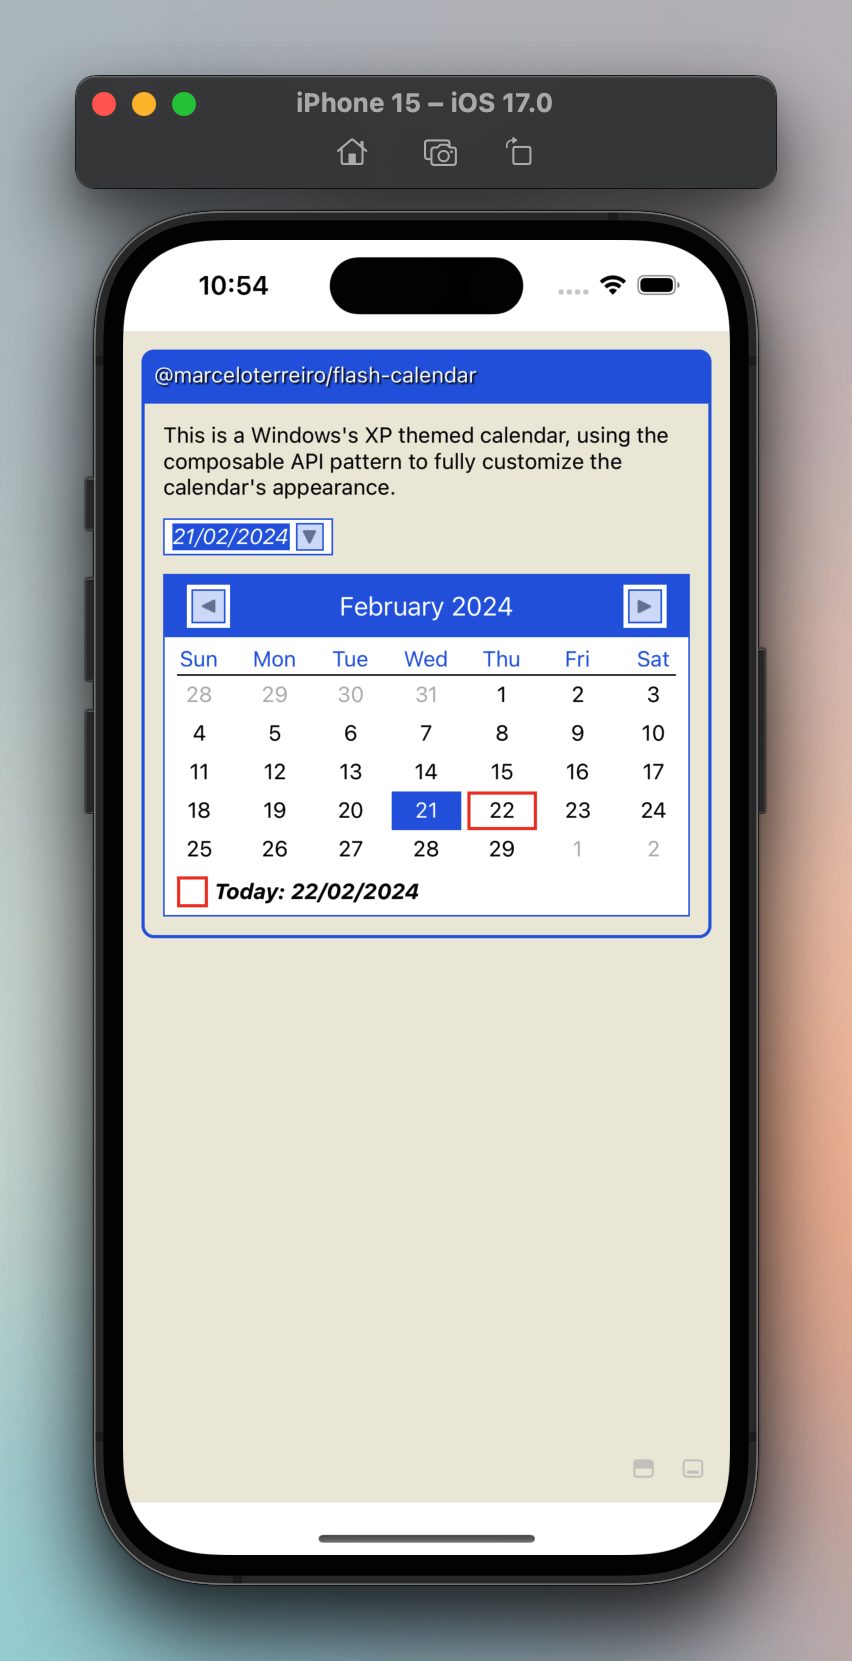 iPhone 15 – iOS 17.0
10:54
@marceloterreiro/flash-calendar
This is a Windows's XP themed calendar, using the
composable API pattern to fully customize the
calendar's appearance.
21/02/2024
February 2024
Sun Mon Tue Wed Thu Fri Sat
28 29 30 31 1 2 3
4 5 6 7 8 9 10
11 12 13 14 15 16 17
18 19 20 21 22 23 24
25 26 27 28 29 1 2
Today: 22/02/2024